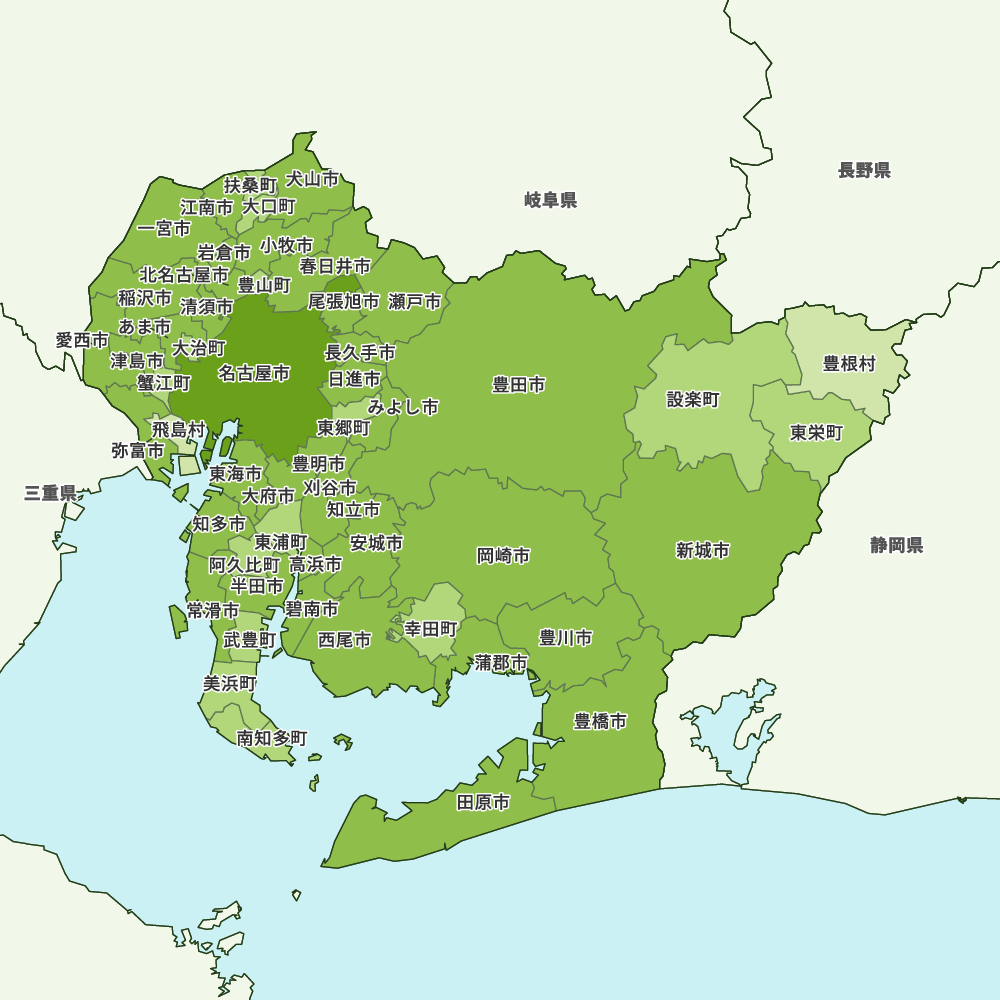 長野県
岐阜県
扶桑町
犬山市
江南市
大口町
一宮市
岩倉市
小牧市
春日井市
北名古屋市
豊山町
稲沢市
清須市
尾張旭市
瀬戸市
あま市
愛西市
大治町
長久手市
津島市
蟹江町
名古屋市
日進市
豊田市
豊根村
設楽町
みよし市
飛島村
東郷町
東栄町
弥富市
豊明市
東海市
刈谷市
三重県
大府市
知立市
知多市
東浦町
安城市
岡崎市
新城市
静岡県
阿久比町
高浜市
半田市
常滑市
碧南市
武豊町
西尾市
幸田町
豊川市
蒲郡市
美浜町
豊橋市
南知多町
田原市